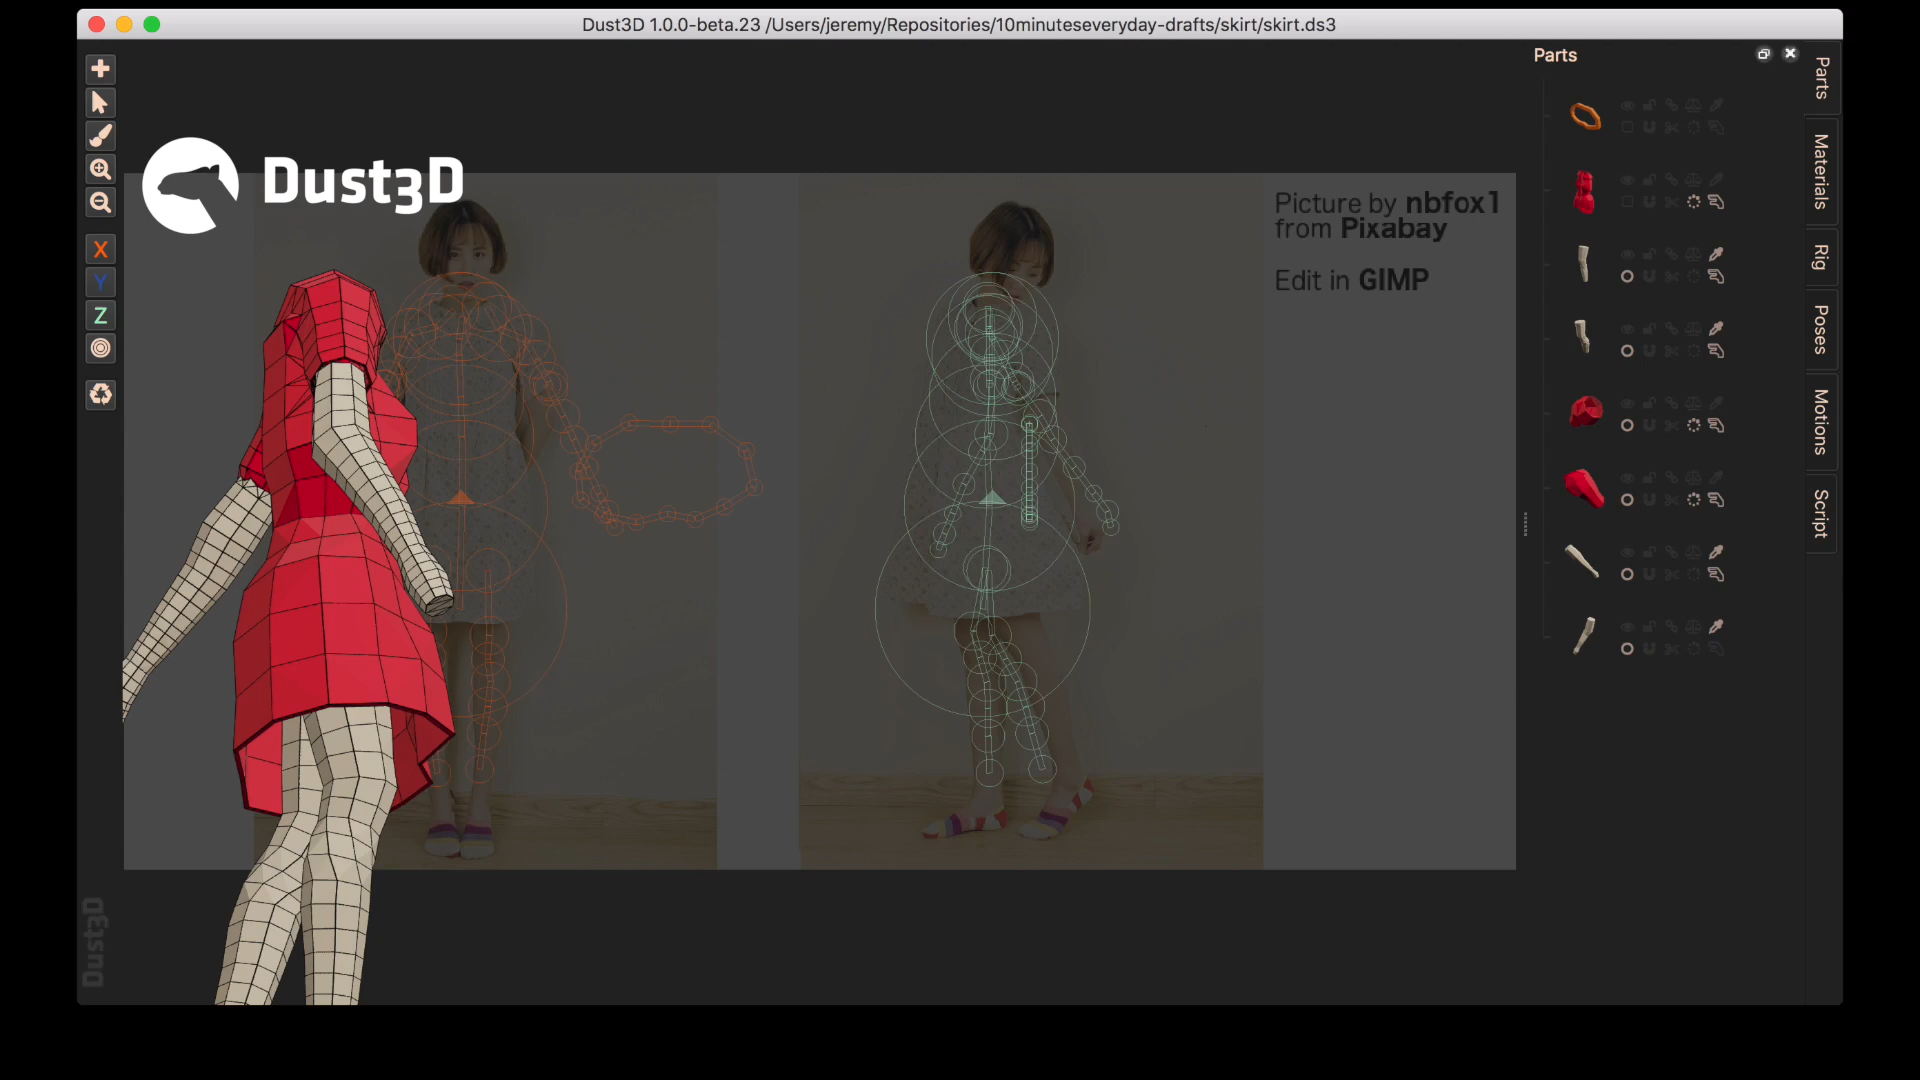 Dust3D 1.0.0-beta.23 /Users/jeremy/Repositories/10minuteseveryday-drafts/skirt/skirt.ds3
Parts
Parts
Materials
Rig
Poses
Motions
Script
X
Y
Z
Dust3D
Picture by nbfox1
from Pixabay
Edit in GIMP
Dust3D